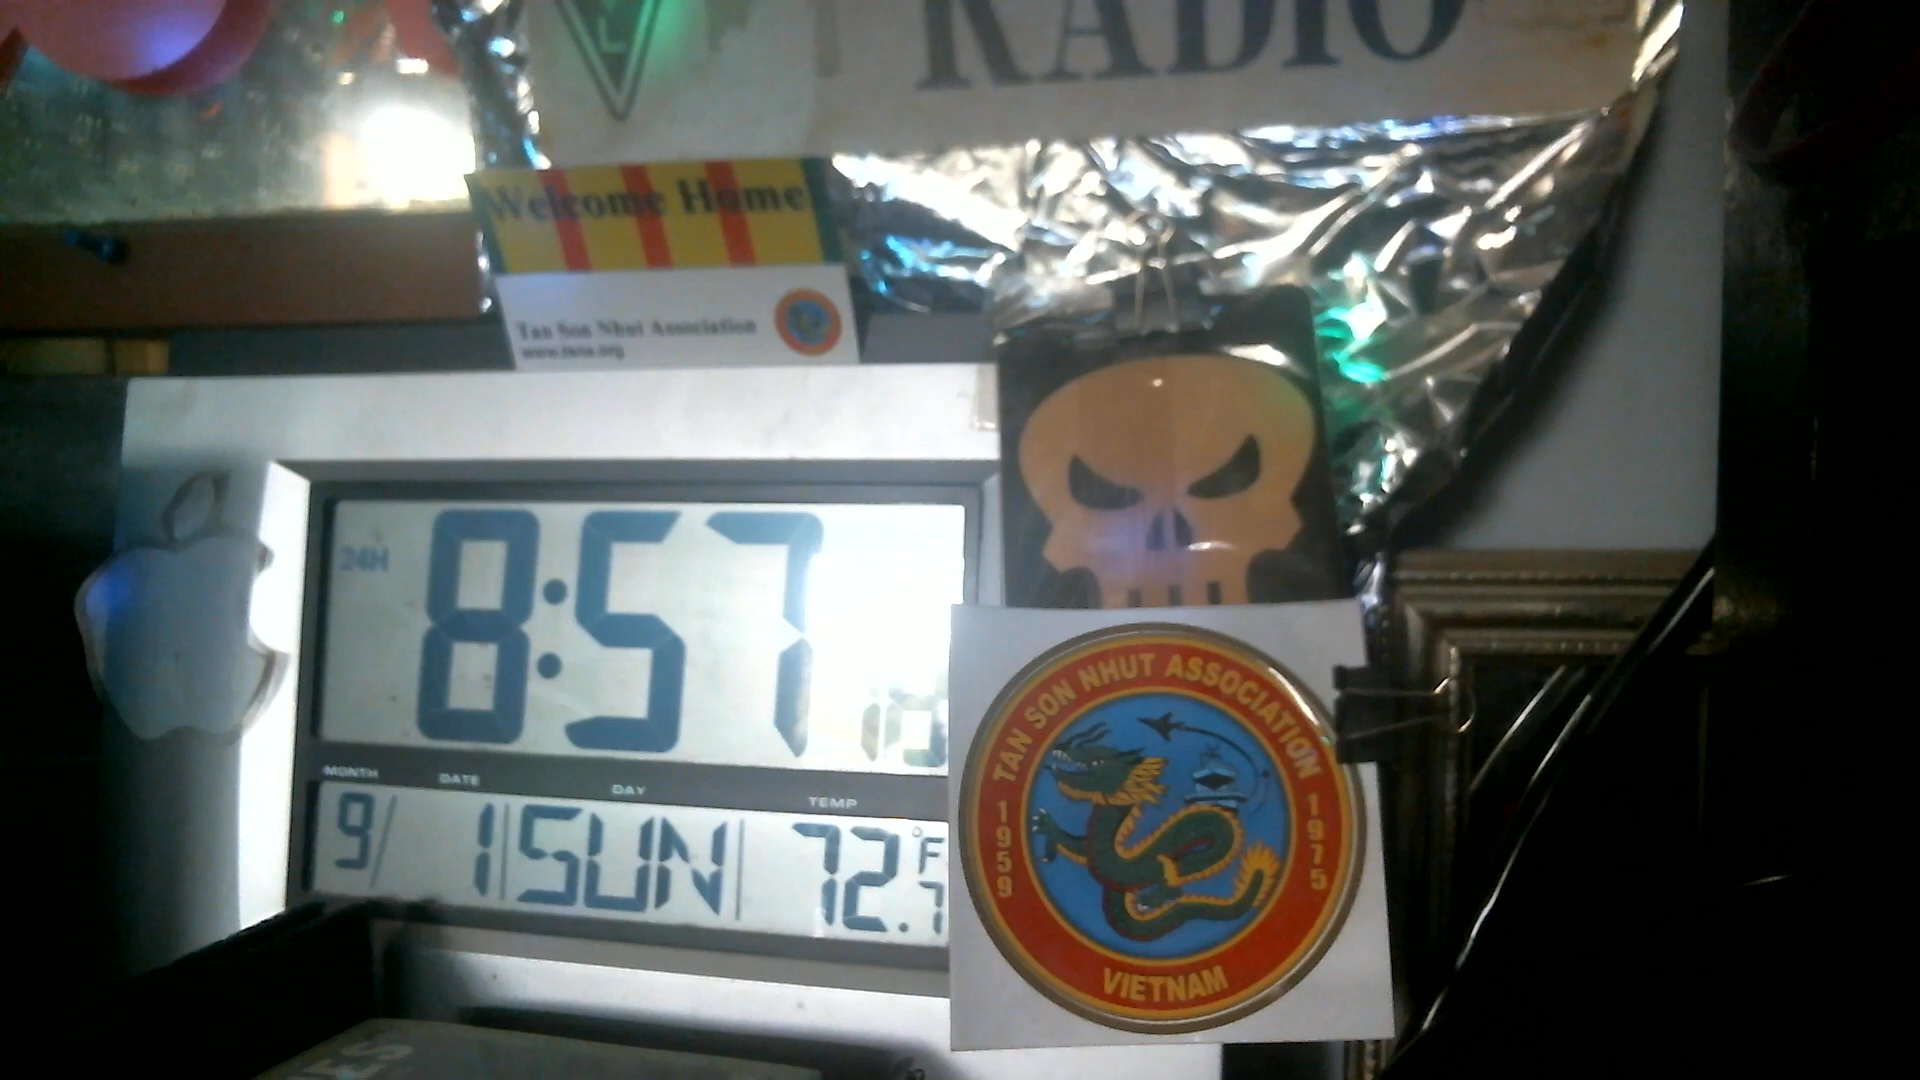 RADIO
L
Welcome Home
Tan Son Nhut Association
www.tsna.org
24H
8:57
MONTH DATE DAY TEMP
9/ 1 SUN 72.7 °F
TAN SON NHUT ASSOCIATION
1959 1975
VIETNAM